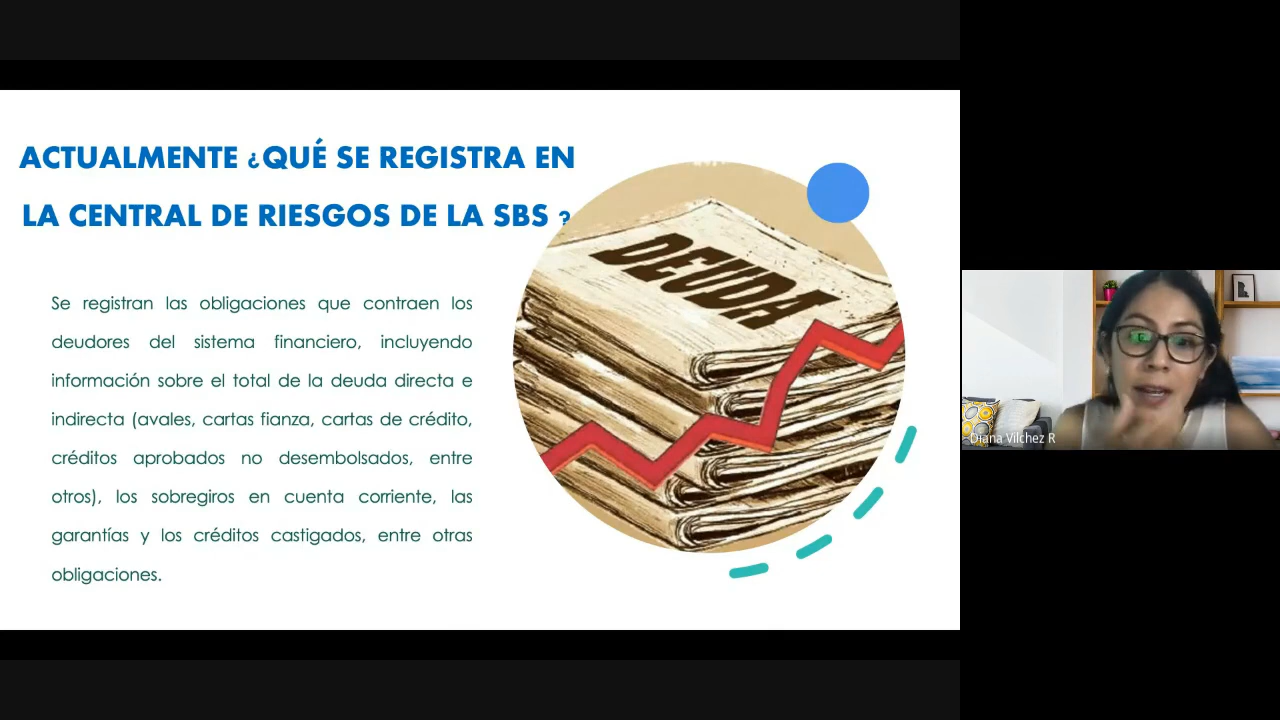 ACTUALMENTE ¿QUÉ SE REGISTRA EN
LA CENTRAL DE RIESGOS DE LA SBS ?
Se registran las obligaciones que contraen los
deudores del sistema financiero, incluyendo
información sobre el total de la deuda directa e
indirecta (avales, cartas fianza, cartas de crédito,
créditos aprobados no desembolsados, entre
otros), los sobregiros en cuenta corriente, las
garantías y los créditos castigados, entre otras
obligaciones.
DEUDA
Diana Vilchez R